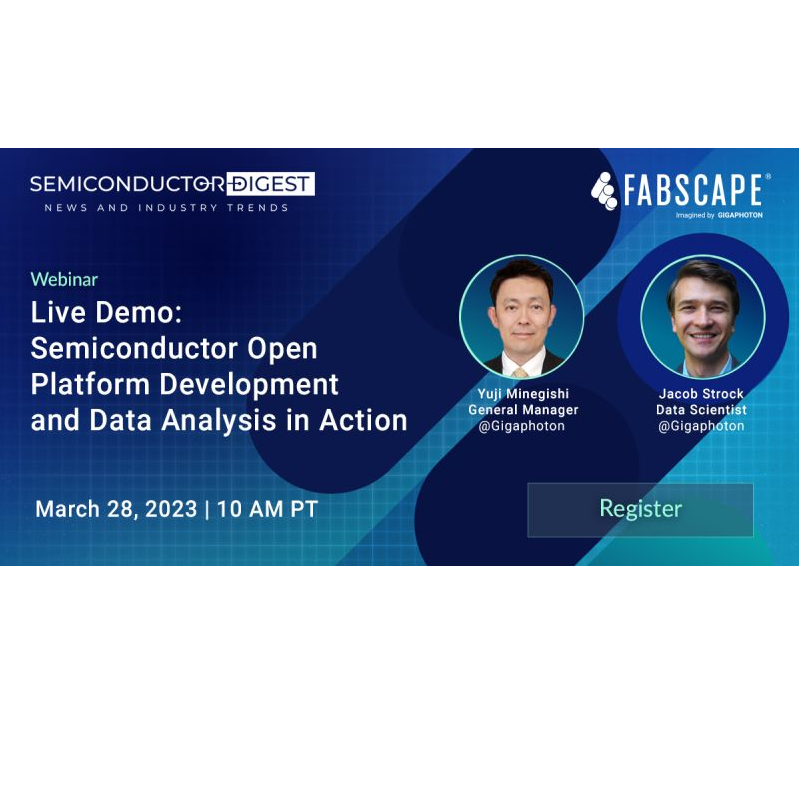 SEMICONDUCTOR DIGEST
NEWS AND INDUSTRY TRENDS
FABSCAPE®
Imagined by GIGAPHOTON
Webinar
Live Demo:
Semiconductor Open
Platform Development
and Data Analysis in Action
Yuji Minegishi
General Manager
@Gigaphoton
Jacob Strock
Data Scientist
@Gigaphoton
March 28, 2023 | 10 AM PT
Register